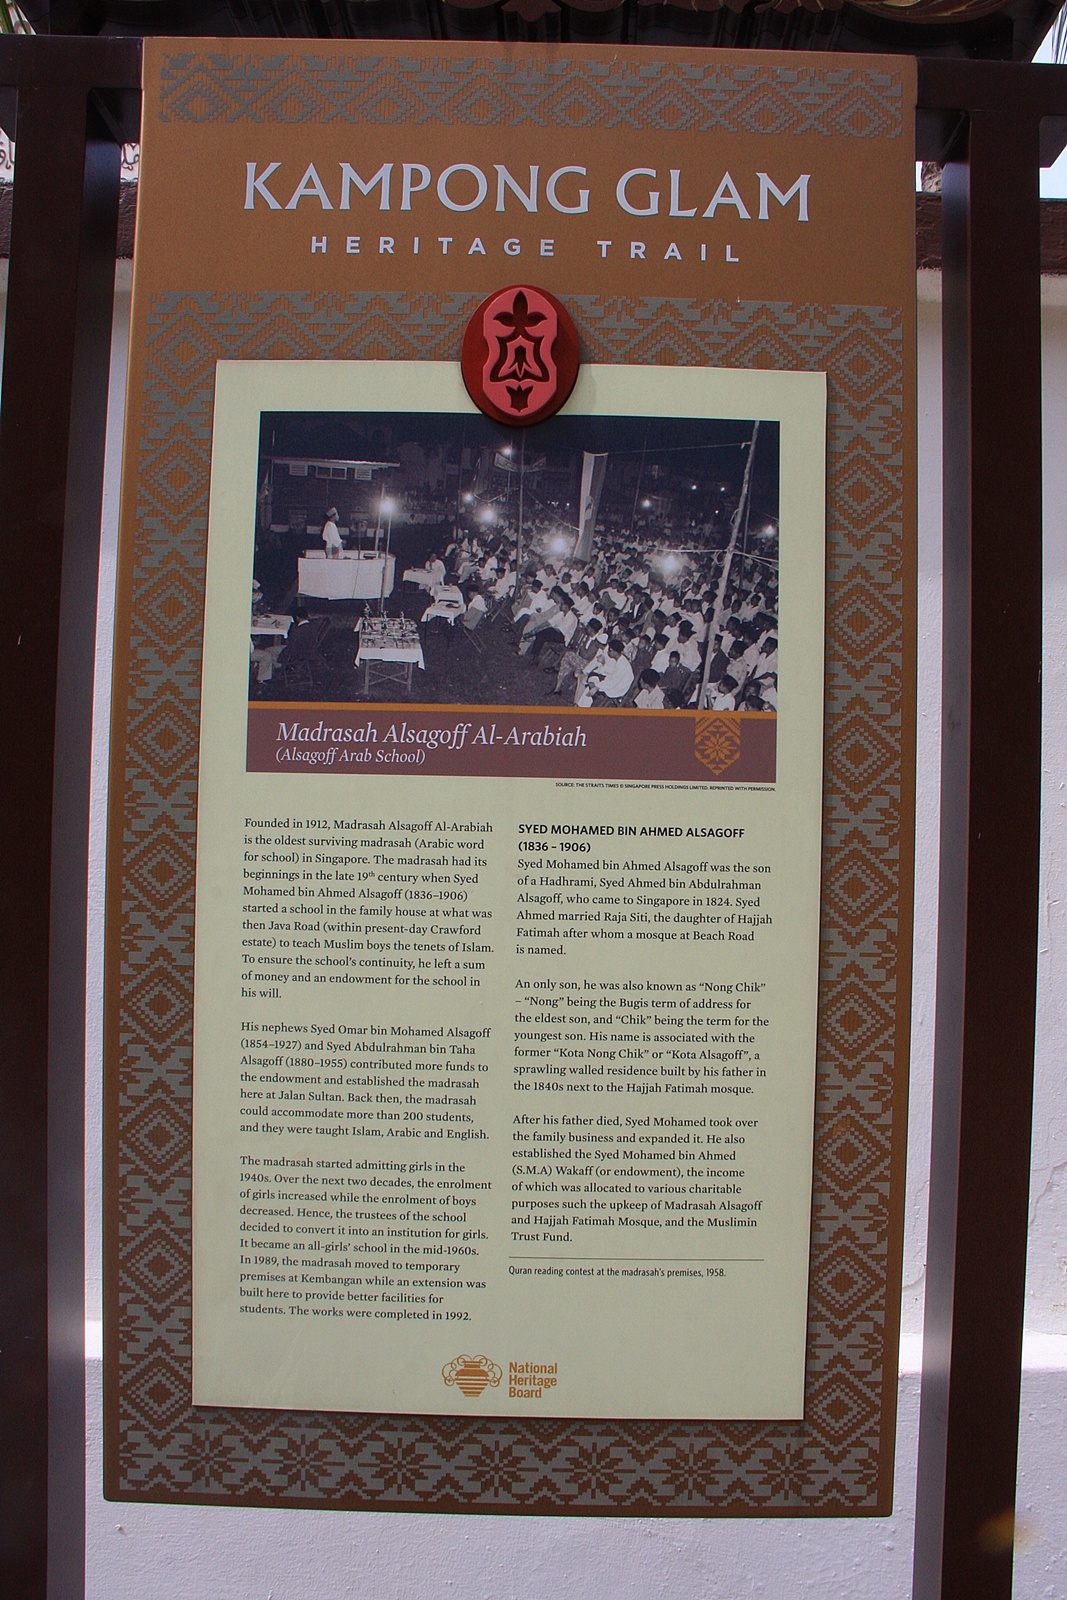 KAMPONG GLAM
HERITAGE TRAIL
Madrasah Alsagoff Al-Arabiah
(Alsagoff Arab School)
SOURCE: THE STRAITS TIMES © SINGAPORE PRESS HOLDINGS LIMITED. REPRINTED WITH PERMISSION.
Founded in 1912, Madrasah Alsagoff Al-Arabiah
is the oldest surviving madrasah (Arabic word
for school) in Singapore. The madrasah had its
beginnings in the late 19th century when Syed
Mohamed bin Ahmed Alsagoff (1836–1906)
started a school in the family house at what was
then Java Road (within present-day Crawford
estate) to teach Muslim boys the tenets of Islam.
To ensure the school's continuity, he left a sum
of money and an endowment for the school in
his will.
His nephews Syed Omar bin Mohamed Alsagoff
(1854–1927) and Syed Abdulrahman bin Taha
Alsagoff (1880–1955) contributed more funds to
the endowment and established the madrasah
here at Jalan Sultan. Back then, the madrasah
could accommodate more than 200 students,
and they were taught Islam, Arabic and English.
The madrasah started admitting girls in the
1940s. Over the next two decades, the enrolment
of girls increased while the enrolment of boys
decreased. Hence, the trustees of the school
decided to convert it into an institution for girls.
It became an all-girls' school in the mid-1960s.
In 1989, the madrasah moved to temporary
premises at Kembangan while an extension was
built here to provide better facilities for
students. The works were completed in 1992.
SYED MOHAMED BIN AHMED ALSAGOFF
(1836 – 1906)
Syed Mohamed bin Ahmed Alsagoff was the son
of a Hadhrami, Syed Ahmed bin Abdulrahman
Alsagoff, who came to Singapore in 1824. Syed
Ahmed married Raja Siti, the daughter of Hajjah
Fatimah after whom a mosque at Beach Road
is named.
An only son, he was also known as “Nong Chik”
– “Nong” being the Bugis term of address for
the eldest son, and “Chik” being the term for the
youngest son. His name is associated with the
former “Kota Nong Chik” or “Kota Alsagoff”, a
sprawling walled residence built by his father in
the 1840s next to the Hajjah Fatimah mosque.
After his father died, Syed Mohamed took over
the family business and expanded it. He also
established the Syed Mohamed bin Ahmed
(S.M.A) Wakaff (or endowment), the income
of which was allocated to various charitable
purposes such the upkeep of Madrasah Alsagoff
and Hajjah Fatimah Mosque, and the Muslimin
Trust Fund.
Quran reading contest at the madrasah's premises, 1958.
National
Heritage
Board